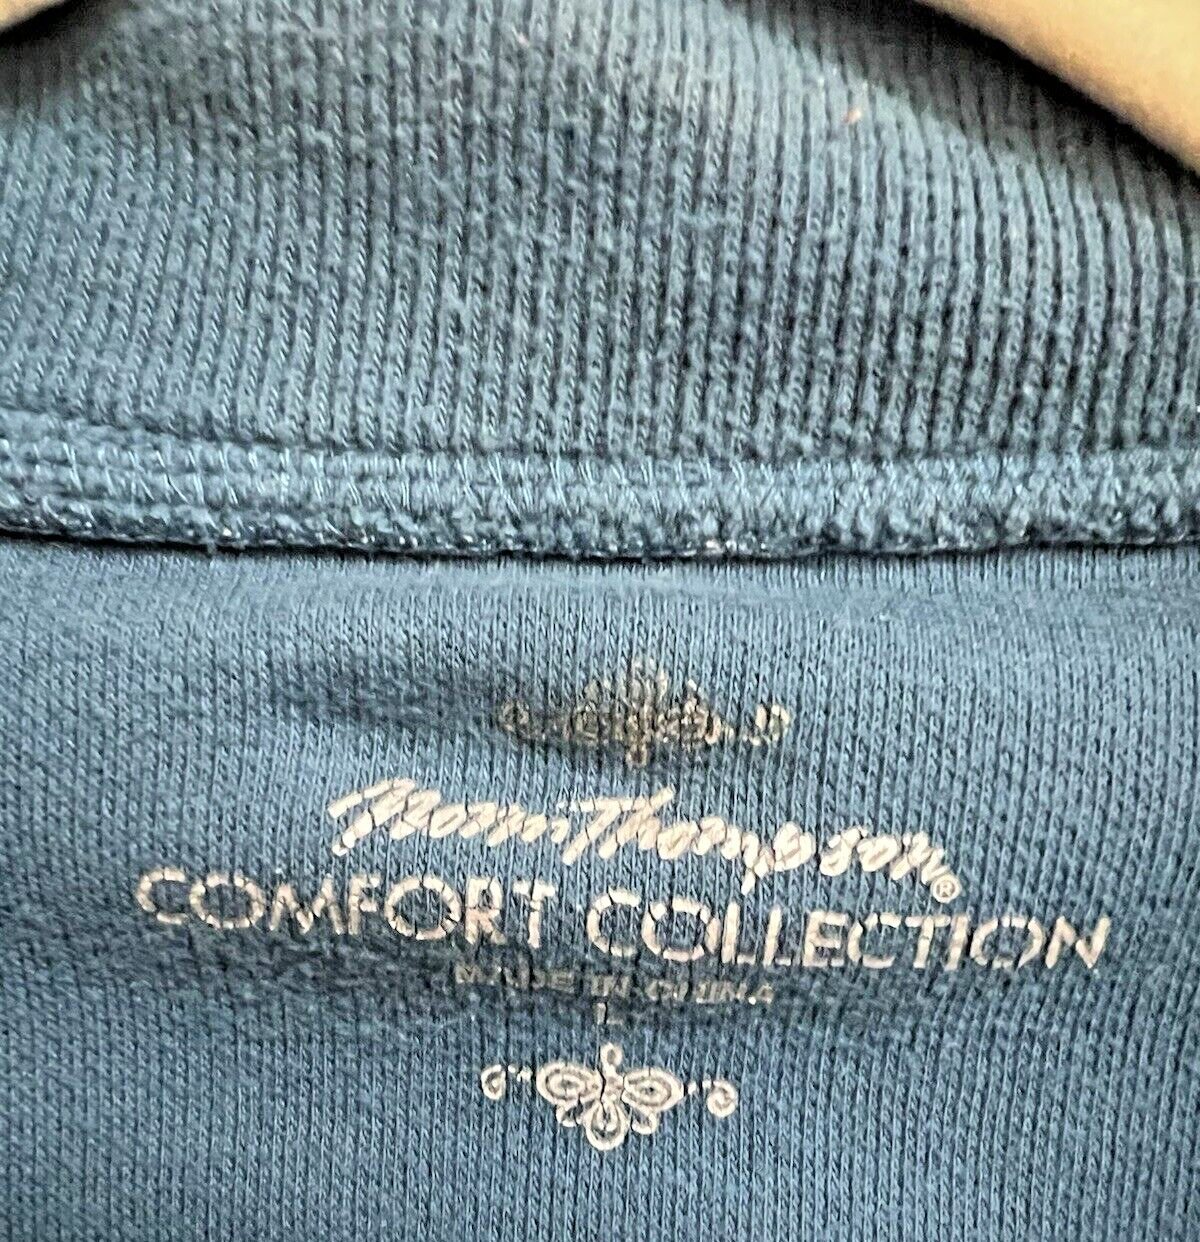 Norm Thompson®
COMFORT COLLECTION
MADE IN CHINA
L